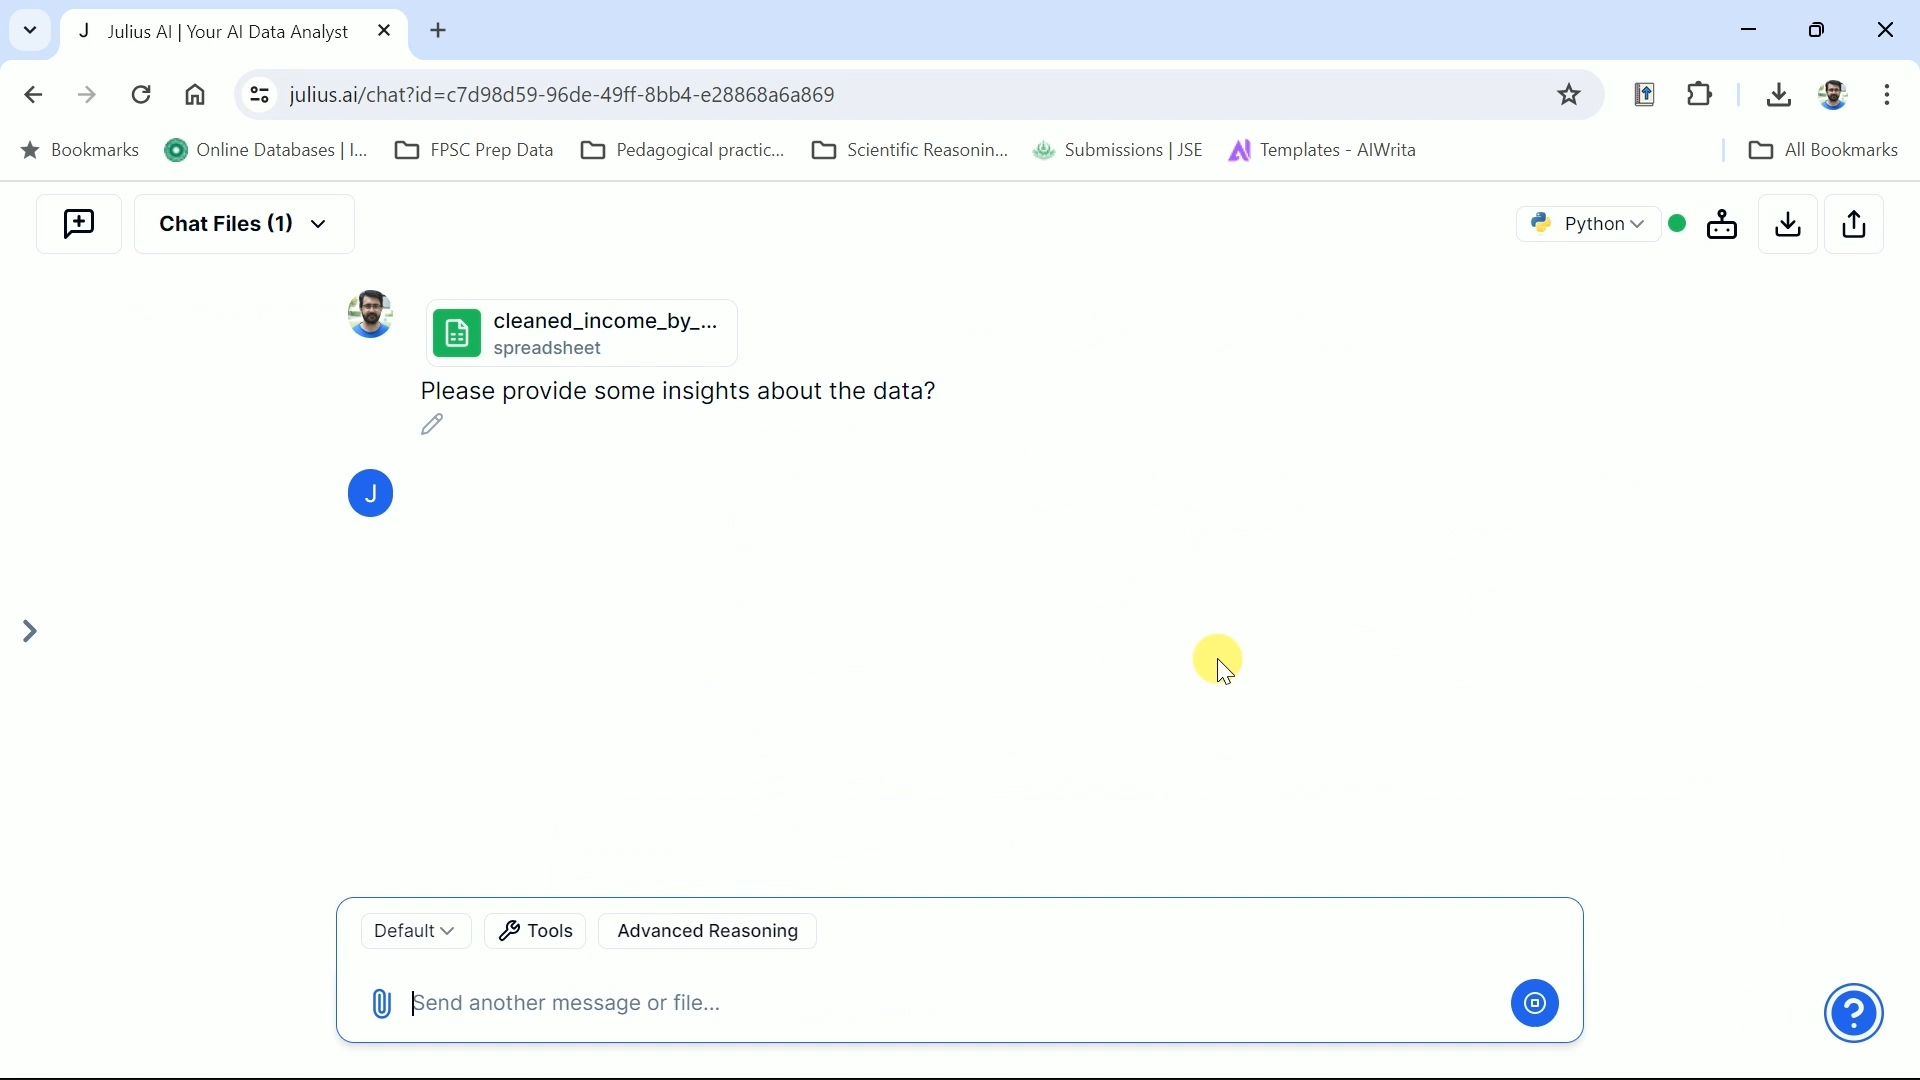 J Julius AI | Your AI Data Analyst
julius.ai/chat?id=c7d98d59-96de-49ff-8bb4-e28868a6a869
Bookmarks Online Databases | I... FPSC Prep Data Pedagogical practic... Scientific Reasonin... Submissions | JSE Templates - AIWrita All Bookmarks
Chat Files (1) Python
cleaned_income_by_...
spreadsheet
Please provide some insights about the data?
J
Default Tools Advanced Reasoning
Send another message or file...
?